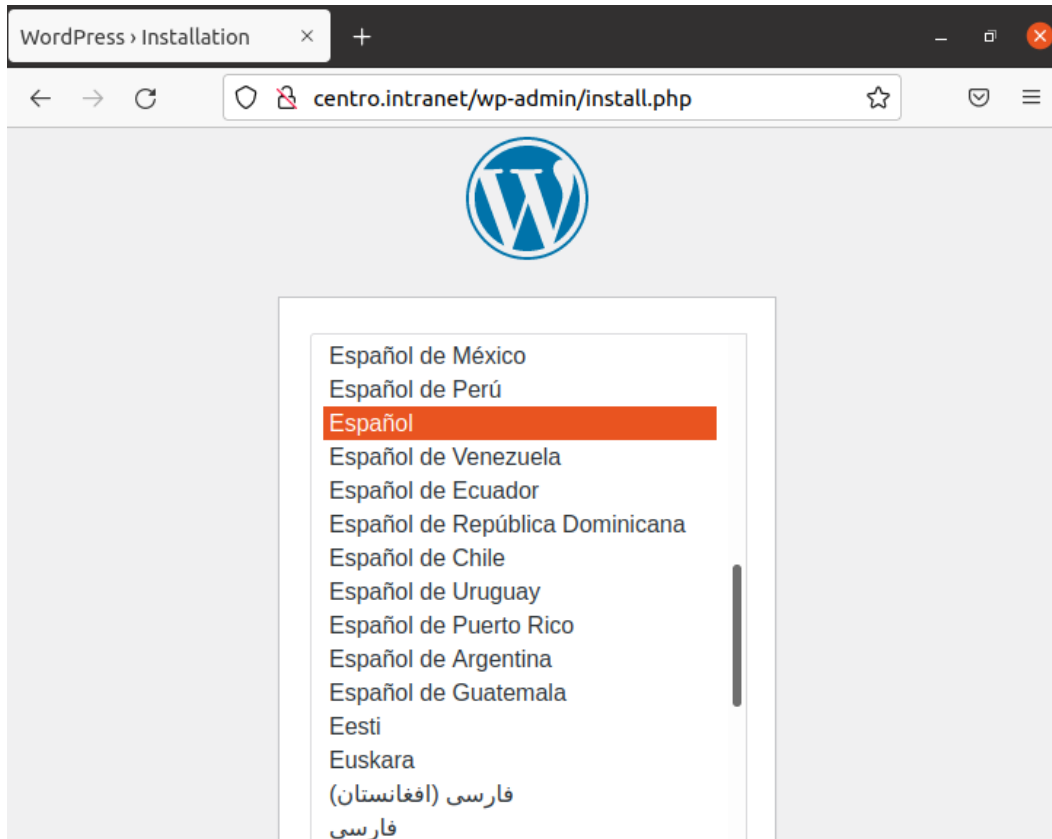 WordPress › Installation
centro.intranet/wp-admin/install.php
Español de México
Español de Perú
Español
Español de Venezuela
Español de Ecuador
Español de República Dominicana
Español de Chile
Español de Uruguay
Español de Puerto Rico
Español de Argentina
Español de Guatemala
Eesti
Euskara
(فارسی (افغانستان
فارسی